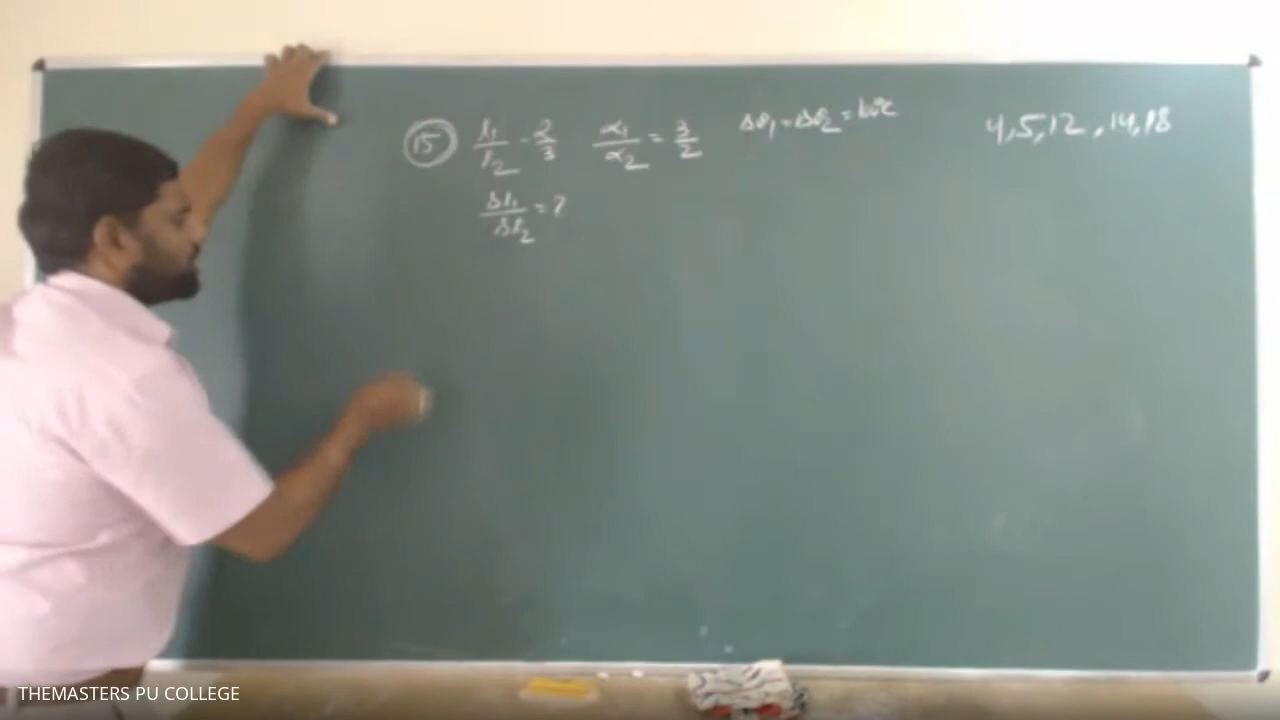 15 l₁/l₂ = 2/3 α₁/α₂ = 3/2 Δθ₁ = Δθ₂ = 100°C 4, 5, 12, 14, 18
Δl₁/Δl₂ = ?
THEMASTERS PU COLLEGE